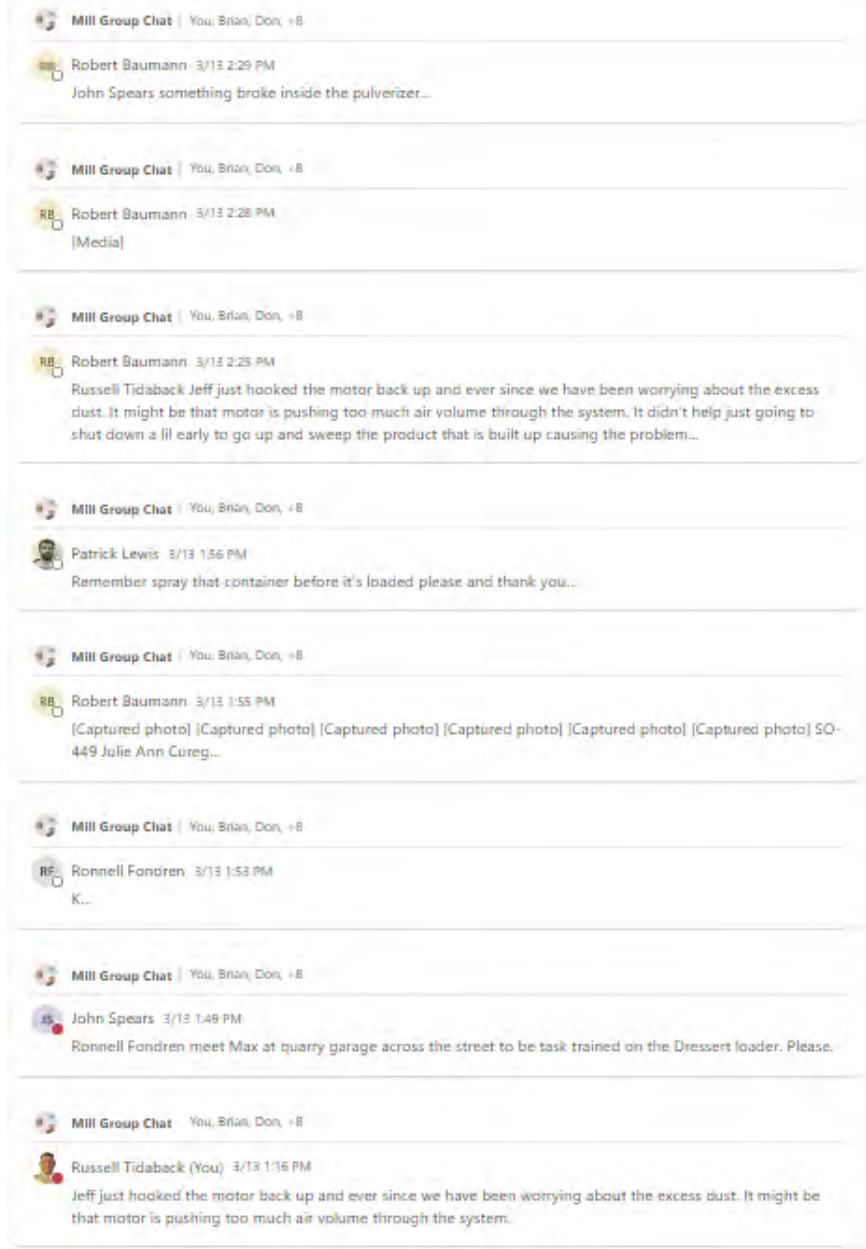 Mill Group Chat | You, Brian, Don, +8
Robert Baumann 3/13 2:29 PM
John Spears something broke inside the pulverizer...
Mill Group Chat | You, Brian, Don, +8
RB Robert Baumann 3/13 2:28 PM
[Media]
Mill Group Chat | You, Brian, Don, +8
RB Robert Baumann 3/13 2:25 PM
Russell Tidaback Jeff just hooked the motor back up and ever since we have been worrying about the excess
dust. It might be that motor is pushing too much air volume through the system. It didn't help just going to
shut down a lil early to go up and sweep the product that is built up causing the problem...
Mill Group Chat | You, Brian, Don, +8
Patrick Lewis 3/13 1:56 PM
Remember spray that container before it's loaded please and thank you...
Mill Group Chat | You, Brian, Don, +8
RB Robert Baumann 3/13 1:55 PM
[Captured photo] [Captured photo] [Captured photo] [Captured photo] [Captured photo] [Captured photo] SO-
449 Julie Ann Cureg...
Mill Group Chat | You, Brian, Don, +8
RF Ronnell Fondren 3/13 1:53 PM
K...
Mill Group Chat | You, Brian, Don, +8
JS John Spears 3/13 1:49 PM
Ronnell Fondren meet Max at quarry garage across the street to be task trained on the Dressert loader. Please.
Mill Group Chat You, Brian, Don, +8
Russell Tidaback (You) 3/13 1:16 PM
Jeff just hooked the motor back up and ever since we have been worrying about the excess dust. It might be
that motor is pushing too much air volume through the system.